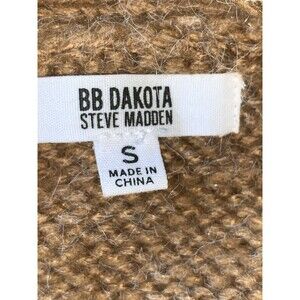 BB DAKOTA
STEVE MADDEN
S
MADE IN
CHINA